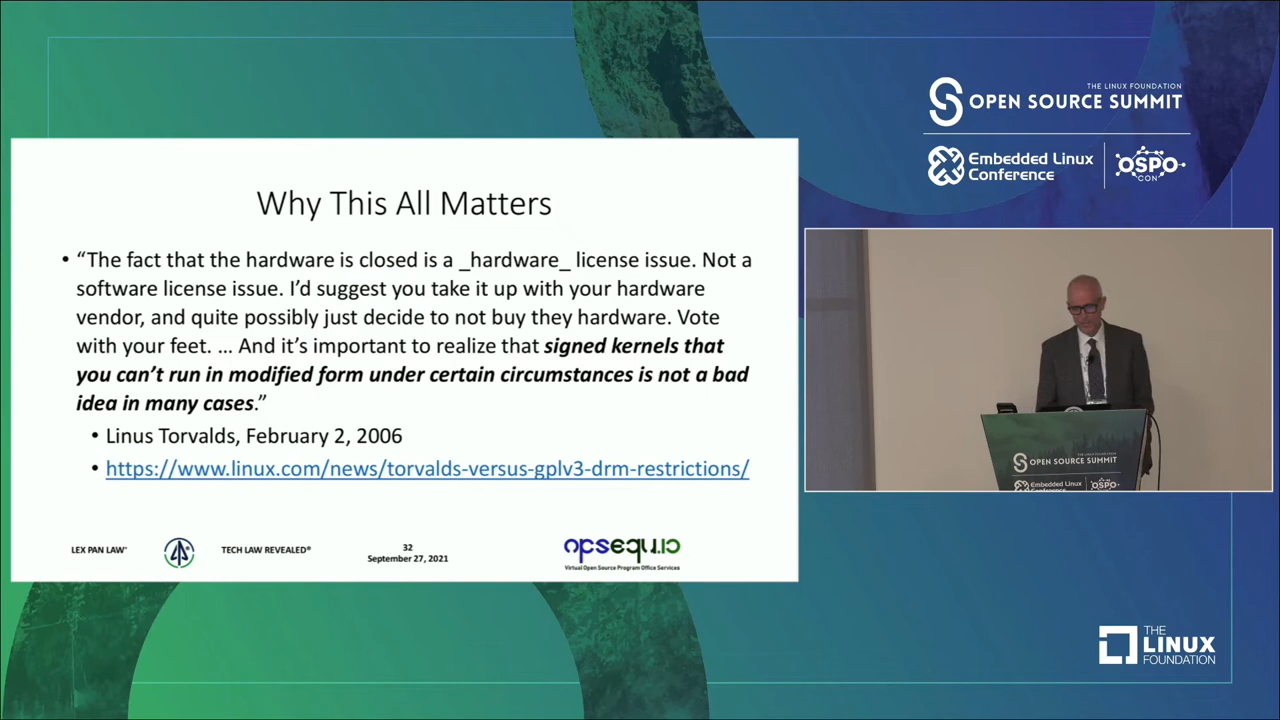 THE LINUX FOUNDATION
OPEN SOURCE SUMMIT
Embedded Linux
Conference
OSPO
CON
Why This All Matters
• “The fact that the hardware is closed is a _hardware_ license issue. Not a
software license issue. I’d suggest you take it up with your hardware
vendor, and quite possibly just decide to not buy they hardware. Vote
with your feet. … And it’s important to realize that signed kernels that
you can’t run in modified form under certain circumstances is not a bad
idea in many cases.”
• Linus Torvalds, February 2, 2006
• https://www.linux.com/news/torvalds-versus-gplv3-drm-restrictions/
LEX PAN LAW
TECH LAW REVEALED®
32
September 27, 2021
opsequ.io
Virtual Open Source Program Office Services
OPEN SOURCE SUMMIT
Embedded Linux
Conference
OSPO
THE
LINUX
FOUNDATION